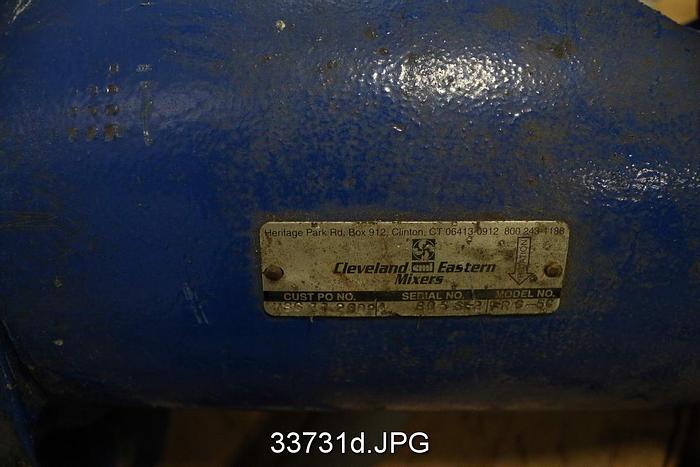 Heritage Park Rd, Box 912, Clinton, CT 06413-0912 800 243-1188
ROTATION
Cleveland Eastern
Mixers
CUST PO NO. SERIAL NO. MODEL NO.
33731d.JPG